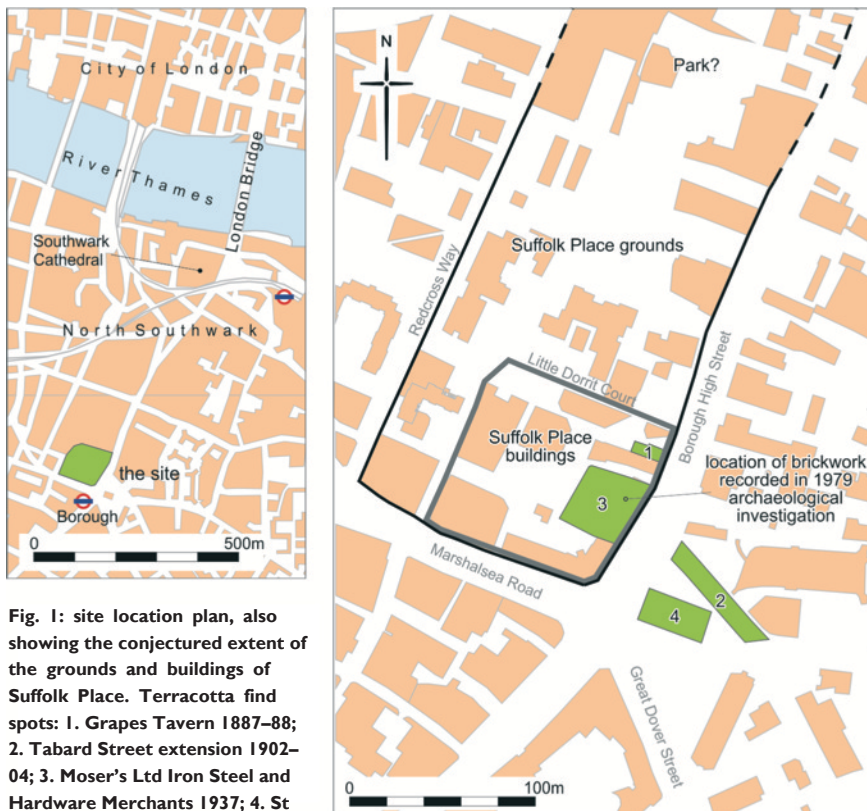 City of London
River Thames
London Bridge
Southwark
Cathedral
North Southwark
the site
Borough
0
500m
Fig. 1: site location plan, also
showing the conjectured extent of
the grounds and buildings of
Suffolk Place. Terracotta find
spots: 1. Grapes Tavern 1887–88;
2. Tabard Street extension 1902–
04; 3. Moser's Ltd Iron Steel and
Hardware Merchants 1937; 4. St
N
Park?
Suffolk Place grounds
Redcross Way
Borough High Street
Little Dorrit Court
Suffolk Place
buildings
1
3
location of brickwork
recorded in 1979
archaeological
investigation
Marshalsea Road
2
4
Great Dover Street
0
100m